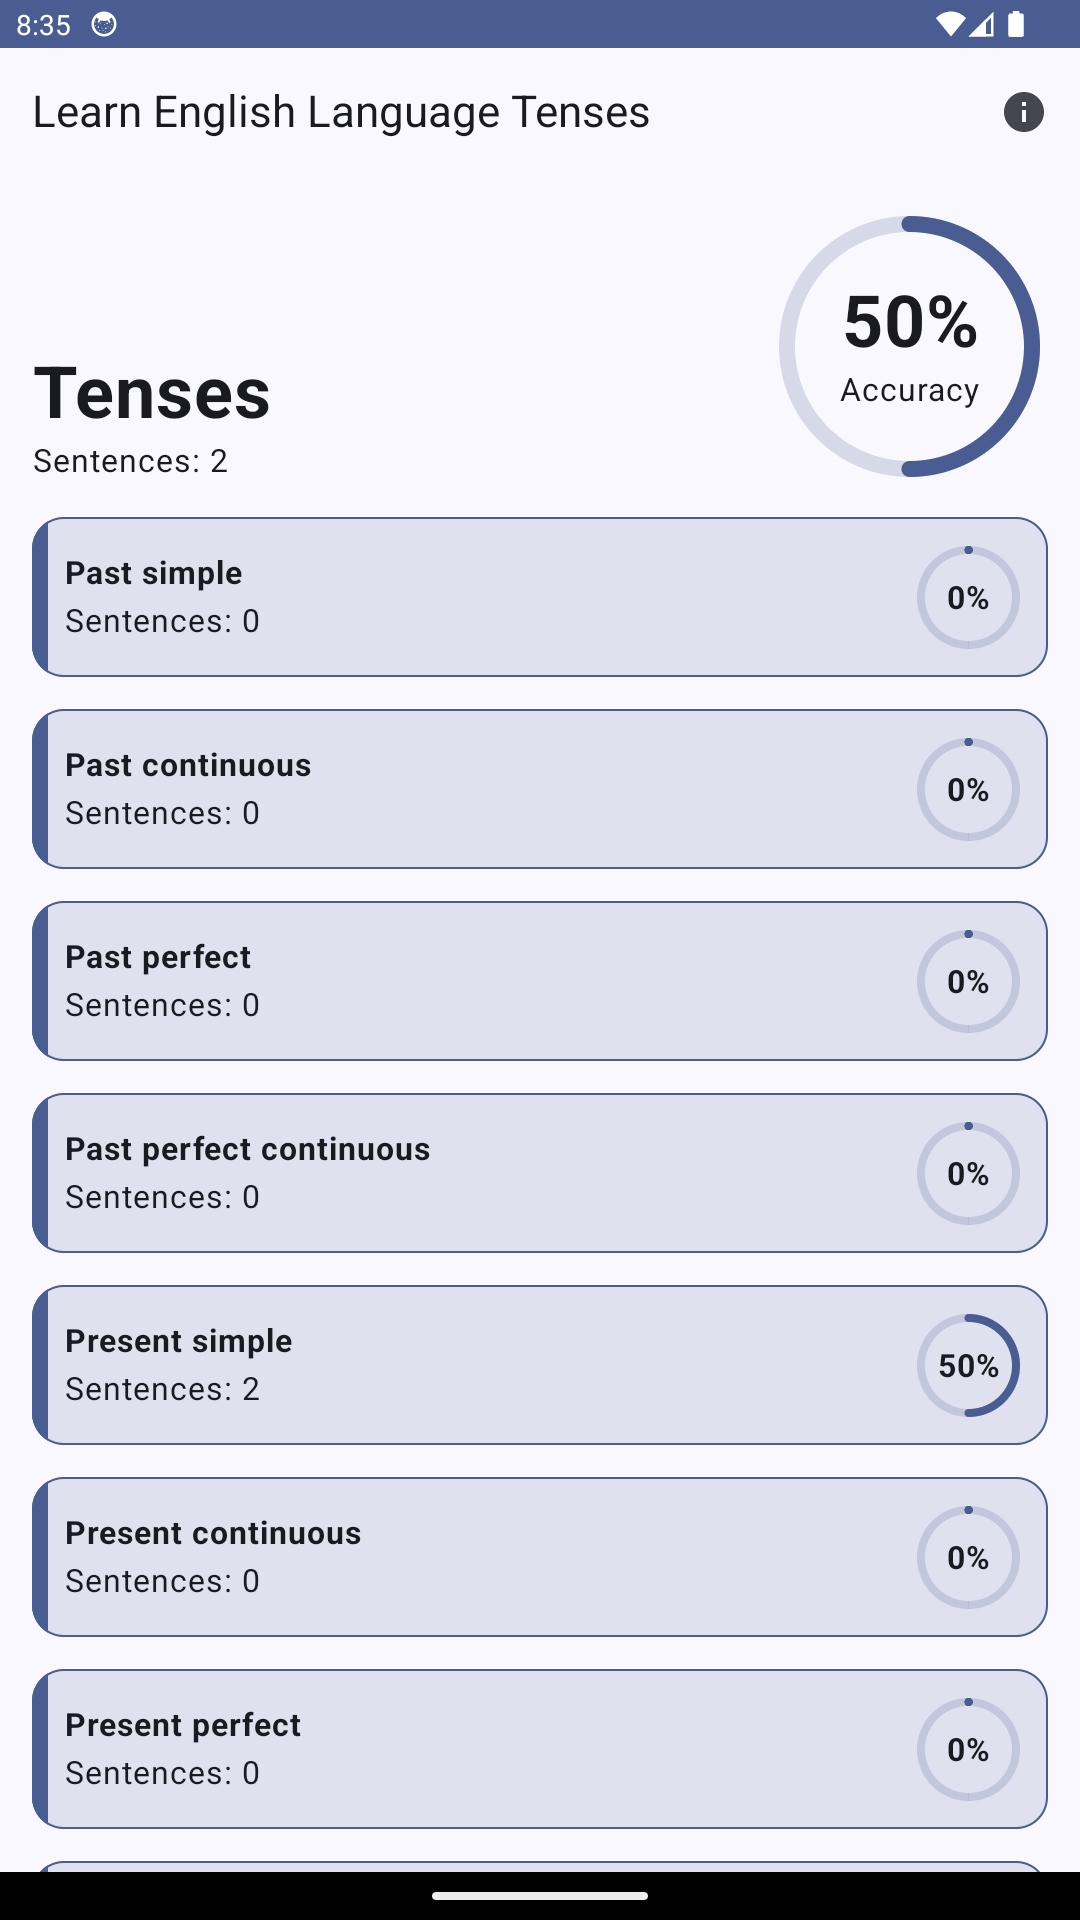 8:35
Learn English Language Tenses
50%
Accuracy
Tenses
Sentences: 2
Past simple
Sentences: 0
0%
Past continuous
Sentences: 0
0%
Past perfect
Sentences: 0
0%
Past perfect continuous
Sentences: 0
0%
Present simple
Sentences: 2
50%
Present continuous
Sentences: 0
0%
Present perfect
Sentences: 0
0%